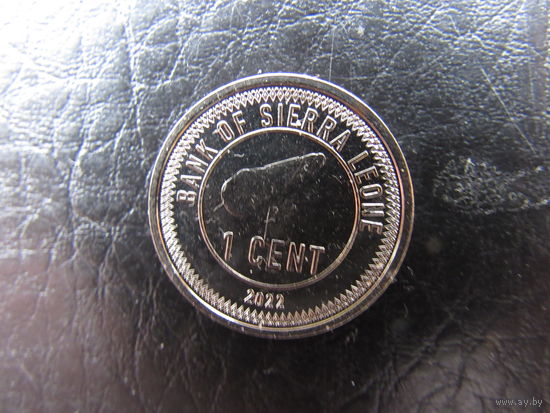 BANK OF SIERRA LEONE
1 CENT
2022
www.ay.by